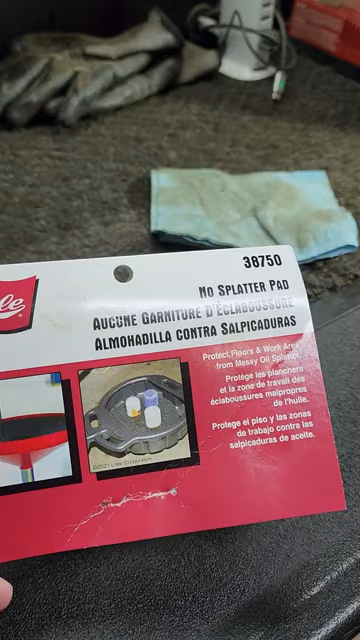 38750
No Splatter Pad
Aucune Garniture D'Éclaboussure
Almohadilla Contra Salpicaduras
Protect Floors & Work Area
from Messy Oil Splatter.
Protège les planchers
et la zone de travail des
éclaboussures malpropres
de l'huile.
Protege el piso y las zonas
de trabajo contra las
salpicaduras de aceite.
©2021 Lisle Corporation